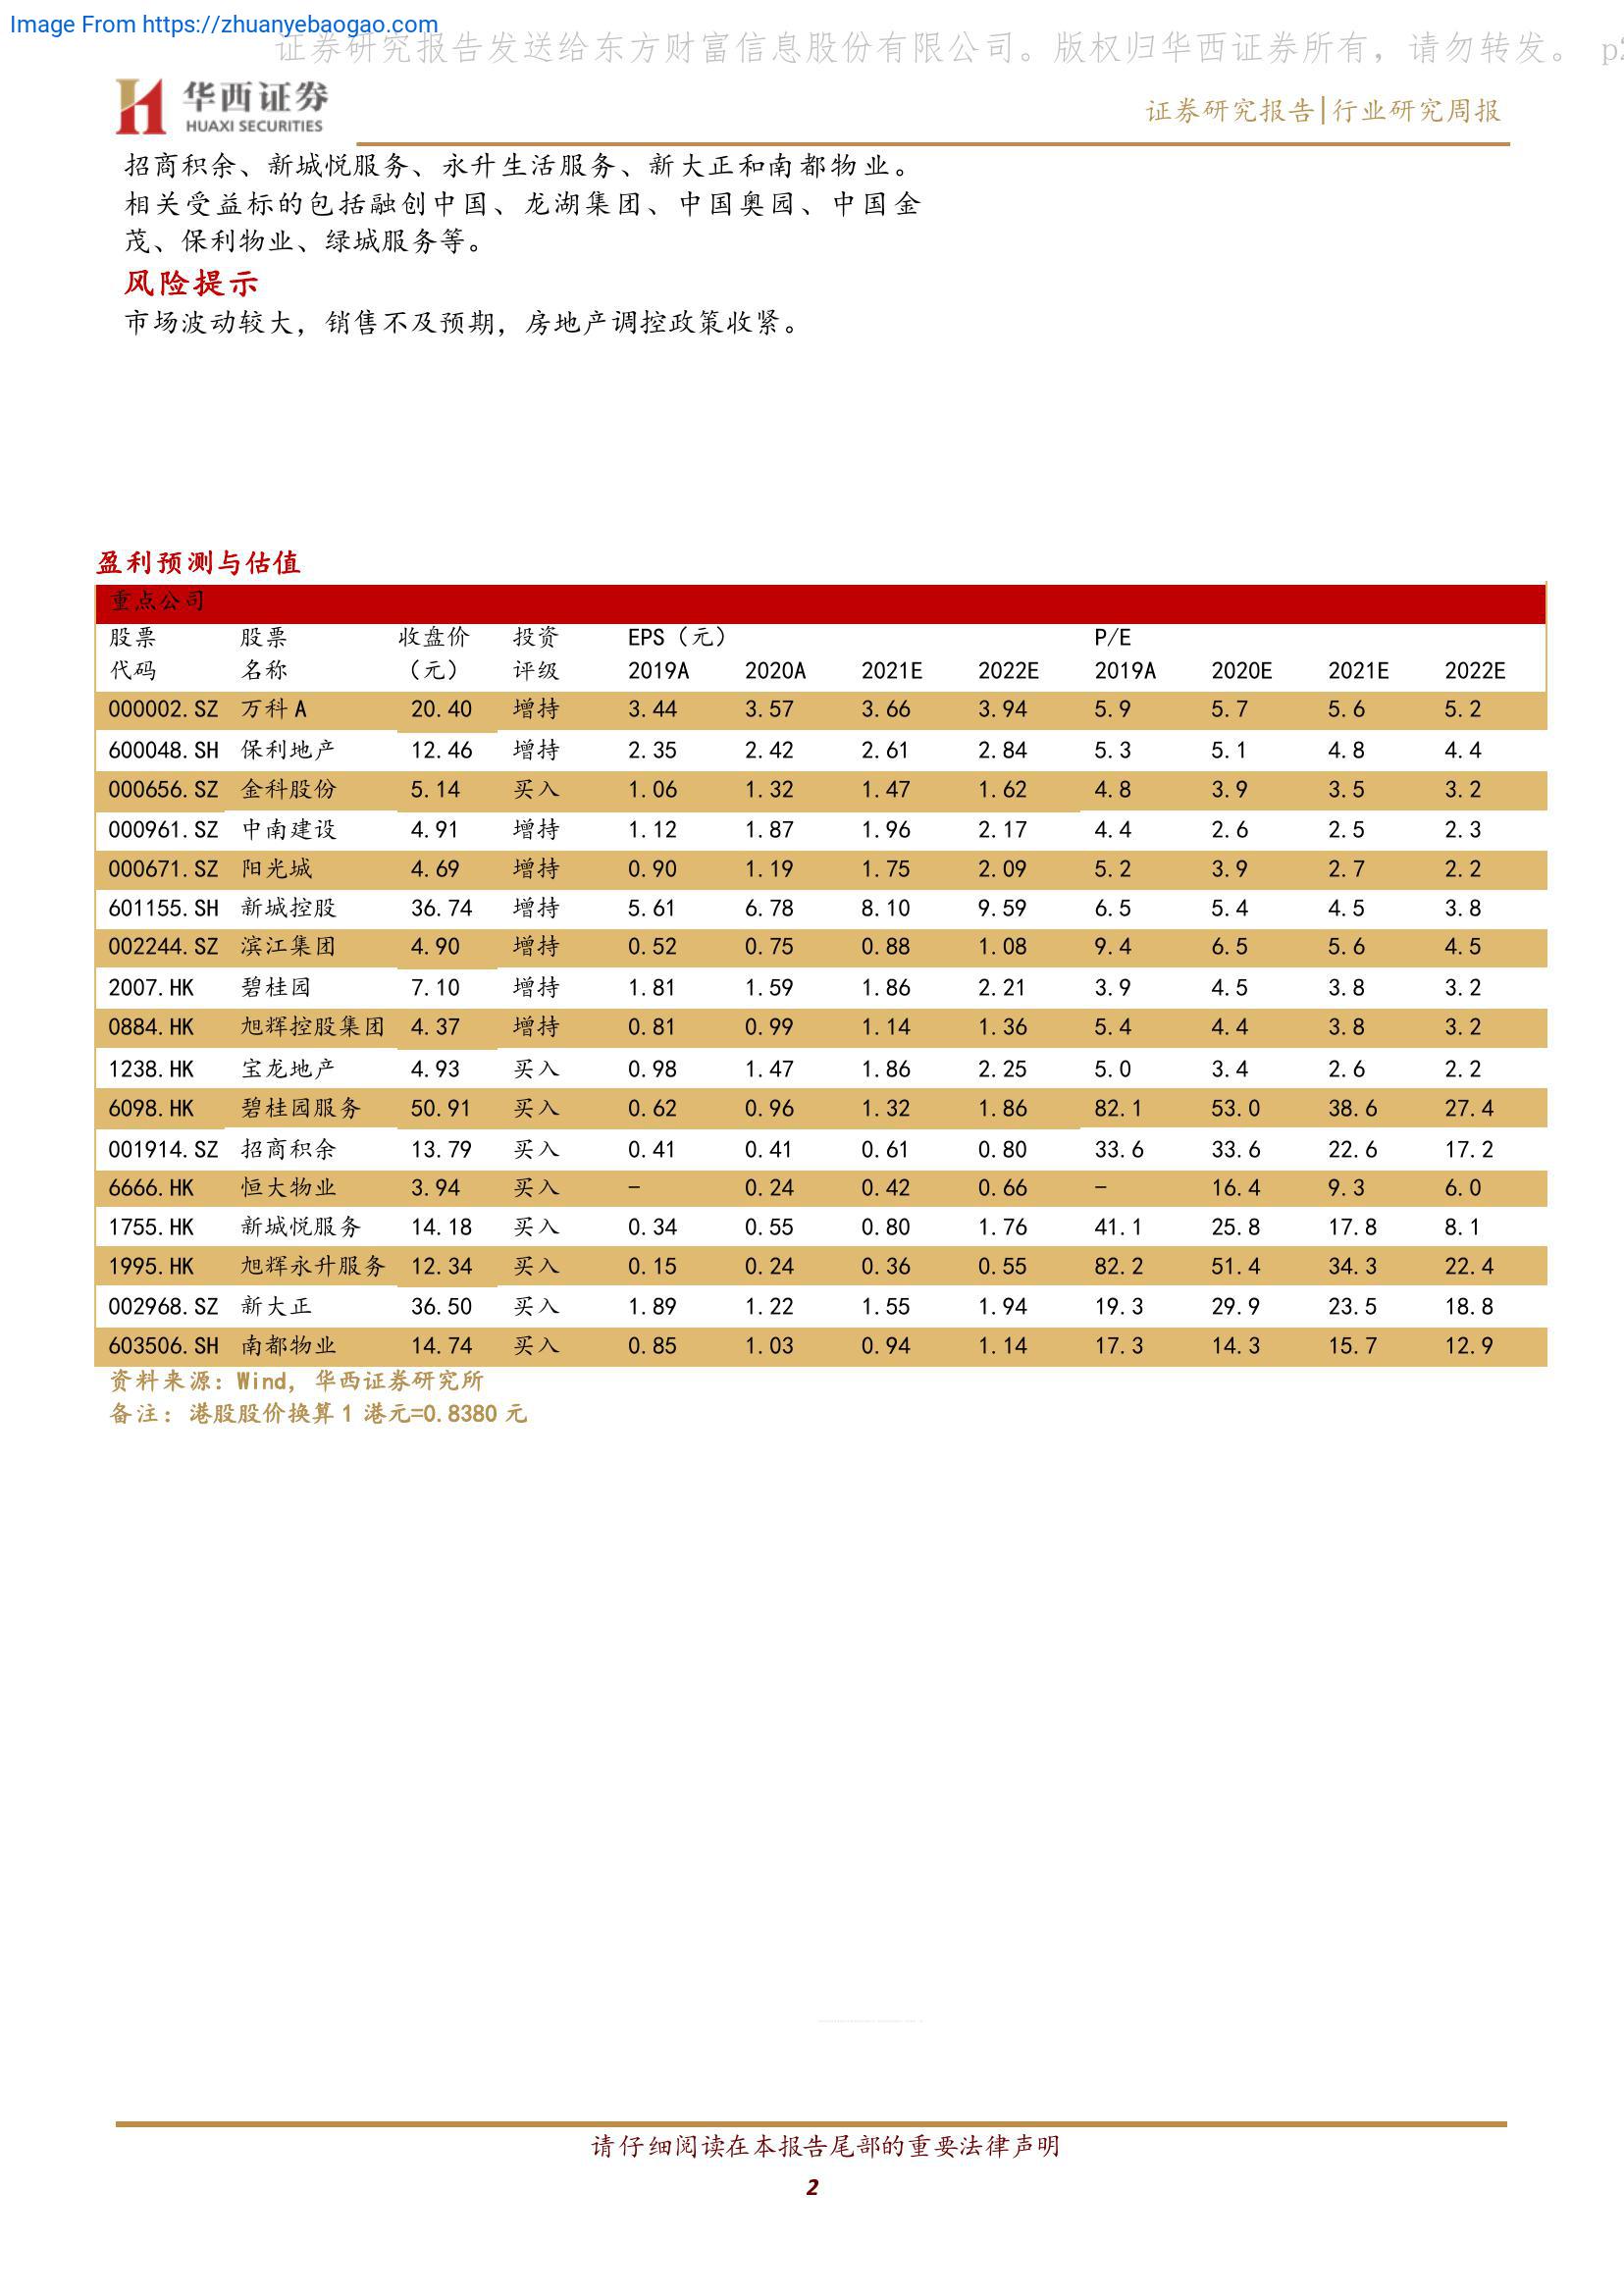 Image From https://zhuanyebaogao.com
证券研究报告发送给东方财富信息股份有限公司。版权归华西证券所有，请勿转发。 p2
华西证券
HUAXI SECURITIES
证券研究报告|行业研究周报
招商积余、新城悦服务、永升生活服务、新大正和南都物业。
相关受益标的包括融创中国、龙湖集团、中国奥园、中国金
茂、保利物业、绿城服务等。
风险提示
市场波动较大，销售不及预期，房地产调控政策收紧。
盈利预测与估值
重点公司
股票 股票 收盘价 投资 EPS（元） P/E
代码 名称 （元） 评级 2019A 2020A 2021E 2022E 2019A 2020E 2021E 2022E
000002.SZ 万科A 20.40 增持 3.44 3.57 3.66 3.94 5.9 5.7 5.6 5.2
600048.SH 保利地产 12.46 增持 2.35 2.42 2.61 2.84 5.3 5.1 4.8 4.4
000656.SZ 金科股份 5.14 买入 1.06 1.32 1.47 1.62 4.8 3.9 3.5 3.2
000961.SZ 中南建设 4.91 增持 1.12 1.87 1.96 2.17 4.4 2.6 2.5 2.3
000671.SZ 阳光城 4.69 增持 0.90 1.19 1.75 2.09 5.2 3.9 2.7 2.2
601155.SH 新城控股 36.74 增持 5.61 6.78 8.10 9.59 6.5 5.4 4.5 3.8
002244.SZ 滨江集团 4.90 增持 0.52 0.75 0.88 1.08 9.4 6.5 5.6 4.5
2007.HK 碧桂园 7.10 增持 1.81 1.59 1.86 2.21 3.9 4.5 3.8 3.2
0884.HK 旭辉控股集团 4.37 增持 0.81 0.99 1.14 1.36 5.4 4.4 3.8 3.2
1238.HK 宝龙地产 4.93 买入 0.98 1.47 1.86 2.25 5.0 3.4 2.6 2.2
6098.HK 碧桂园服务 50.91 买入 0.62 0.96 1.32 1.86 82.1 53.0 38.6 27.4
001914.SZ 招商积余 13.79 买入 0.41 0.41 0.61 0.80 33.6 33.6 22.6 17.2
6666.HK 恒大物业 3.94 买入 - 0.24 0.42 0.66 - 16.4 9.3 6.0
1755.HK 新城悦服务 14.18 买入 0.34 0.55 0.80 1.76 41.1 25.8 17.8 8.1
1995.HK 旭辉永升服务 12.34 买入 0.15 0.24 0.36 0.55 82.2 51.4 34.3 22.4
002968.SZ 新大正 36.50 买入 1.89 1.22 1.55 1.94 19.3 29.9 23.5 18.8
603506.SH 南都物业 14.74 买入 0.85 1.03 0.94 1.14 17.3 14.3 15.7 12.9
资料来源：Wind，华西证券研究所
备注：港股股价换算1港元=0.8380元
请仔细阅读在本报告尾部的重要法律声明
2